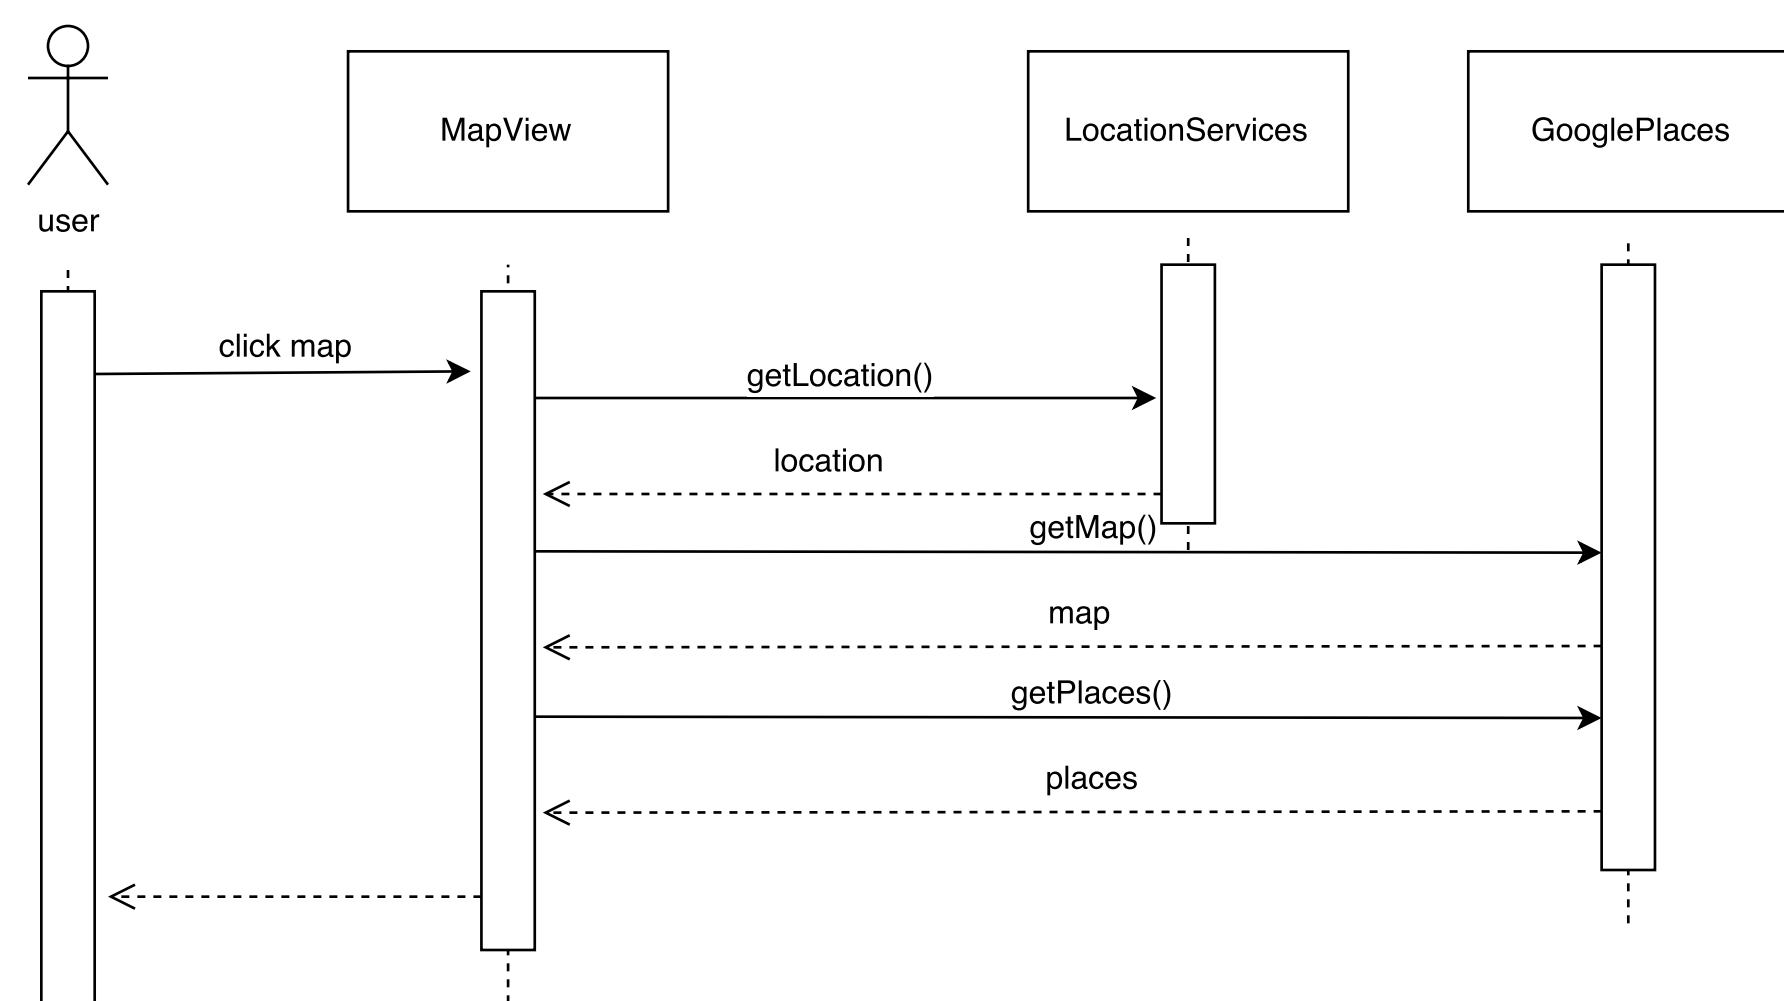 MapView
LocationServices
GooglePlaces
user
click map
getLocation()
location
getMap()
map
getPlaces()
places